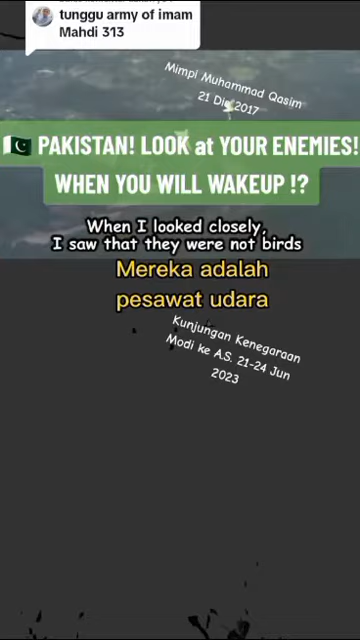 tunggu army of imam
Mahdi 313
Mimpi Muhammad Qasim
21 Dis 2017
🇵🇰 PAKISTAN! LOOK at YOUR ENEMIES!
WHEN YOU WILL WAKEUP !?
When I looked closely,
I saw that they were not birds
Mereka adalah
pesawat udara
Kunjungan Kenegaraan
Modi ke A.S. 21-24 Jun
2023